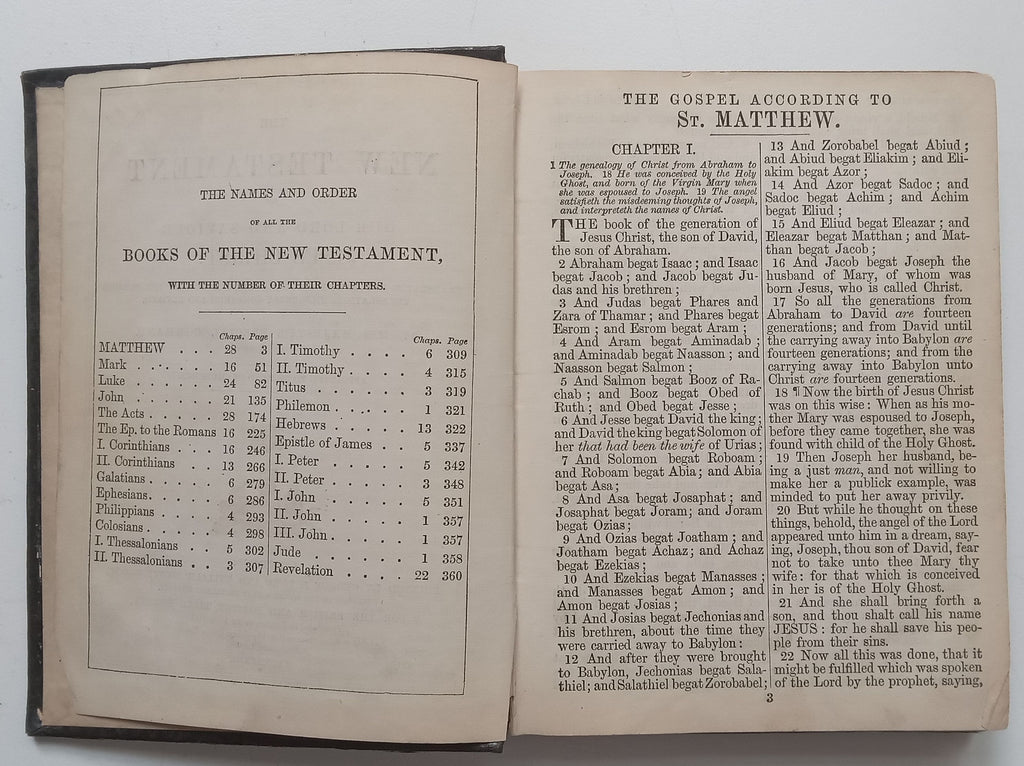 THE NAMES AND ORDER
OF ALL THE
BOOKS OF THE NEW TESTAMENT,
WITH THE NUMBER OF THEIR CHAPTERS.
Chaps. Page
MATTHEW . . . 28 3
Mark . . . . . 16 51
Luke . . . . 24 82
John . . . . 21 135
The Acts . . . . 28 174
The Ep. to the Romans 16 225
I. Corinthians . . . 16 246
II. Corinthians . . . 13 266
Galatians . . . . 6 279
Ephesians. . . . . 6 286
Philippians . . . . 4 293
Colosians . . . . . 4 298
I. Thessalonians . . 5 302
II. Thessalonians . . 3 307
Chaps. Page
I. Timothy . . . . 6 309
II. Timothy . . . . 4 315
Titus . . . . . . 3 319
Philemon . . . . . 1 321
Hebrews . . . . . 13 322
Epistle of James . . . 5 337
I. Peter . . . . . 5 342
II. Peter . . . . . 3 348
I. John . . . . . 5 351
II. John . . . . . 1 357
III. John . . . . . 1 357
Jude . . . . . . 1 358
Revelation . . . . 22 360
THE GOSPEL ACCORDING TO
St. MATTHEW.
CHAPTER I.
1 The genealogy of Christ from Abraham to
Joseph. 18 He was conceived by the Holy
Ghost, and born of the Virgin Mary when
she was espoused to Joseph. 19 The angel
satisfieth the misdeeming thoughts of Joseph,
and interpreteth the names of Christ.
THE book of the generation of
Jesus Christ, the son of David,
the son of Abraham.
2 Abraham begat Isaac ; and Isaac
begat Jacob ; and Jacob begat Ju-
das and his brethren ;
3 And Judas begat Phares and
Zara of Thamar ; and Phares begat
Esrom ; and Esrom begat Aram ;
4 And Aram begat Aminadab ;
and Aminadab begat Naasson ; and
Naasson begat Salmon ;
5 And Salmon begat Booz of Ra-
chab ; and Booz begat Obed of
Ruth ; and Obed begat Jesse ;
6 And Jesse begat David the king ;
and David the king begat Solomon of
her that had been the wife of Urias ;
7 And Solomon begat Roboam ;
and Roboam begat Abia ; and Abia
begat Asa ;
8 And Asa begat Josaphat ; and
Josaphat begat Joram; and Joram
begat Ozias ;
9 And Ozias begat Joatham ; and
Joatham begat Achaz; and Achaz
begat Ezekias ;
10 And Ezekias begat Manasses ;
and Manasses begat Amon ; and
Amon begat Josias ;
11 And Josias begat Jechonias and
his brethren, about the time they
were carried away to Babylon :
12 And after they were brought
to Babylon, Jechonias begat Sala-
thiel; and Salathiel begat Zorobabel;
13 And Zorobabel begat Abiud ;
and Abiud begat Eliakim ; and Eli-
akim begat Azor ;
14 And Azor begat Sadoc ; and
Sadoc begat Achim ; and Achim
begat Eliud ;
15 And Eliud begat Eleazar ; and
Eleazar begat Matthan ; and Mat-
than begat Jacob ;
16 And Jacob begat Joseph the
husband of Mary, of whom was
born Jesus, who is called Christ.
17 So all the generations from
Abraham to David are fourteen
generations; and from David until
the carrying away into Babylon are
fourteen generations; and from the
carrying away into Babylon unto
Christ are fourteen generations.
18 ¶ Now the birth of Jesus Christ
was on this wise : When as his mo-
ther Mary was espoused to Joseph,
before they came together, she was
found with child of the Holy Ghost.
19 Then Joseph her husband, be-
ing a just man, and not willing to
make her a publick example, was
minded to put her away privily.
20 But while he thought on these
things, behold, the angel of the Lord
appeared unto him in a dream, say-
ing, Joseph, thou son of David, fear
not to take unto thee Mary thy
wife : for that which is conceived
in her is of the Holy Ghost.
21 And she shall bring forth a
son, and thou shalt call his name
JESUS : for he shall save his peo-
ple from their sins.
22 Now all this was done, that it
might be fulfilled which was spoken
of the Lord by the prophet, saying,
3